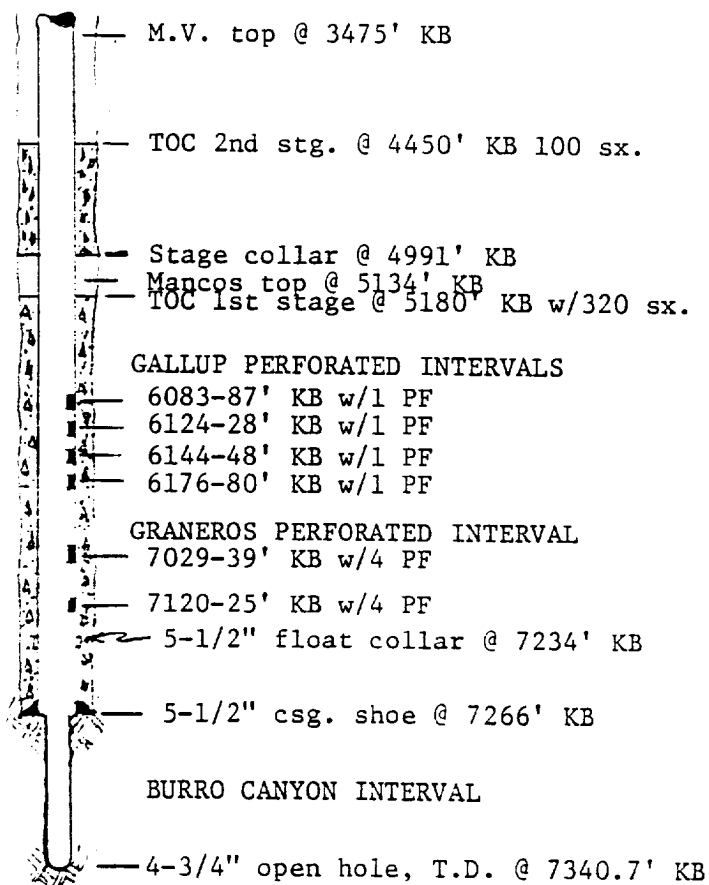 M.V. top @ 3475' KB
TOC 2nd stg. @ 4450' KB 100 sx.
Stage collar @ 4991' KB
Mancos top @ 5134' KB
TOC 1st stage @ 5180' KB w/320 sx.
GALLUP PERFORATED INTERVALS
6083-87' KB w/1 PF
6124-28' KB w/1 PF
6144-48' KB w/1 PF
6176-80' KB w/1 PF
GRANEROS PERFORATED INTERVAL
7029-39' KB w/4 PF
7120-25' KB w/4 PF
5-1/2" float collar @ 7234' KB
5-1/2" csg. shoe @ 7266' KB
BURRO CANYON INTERVAL
4-3/4" open hole, T.D. @ 7340.7' KB